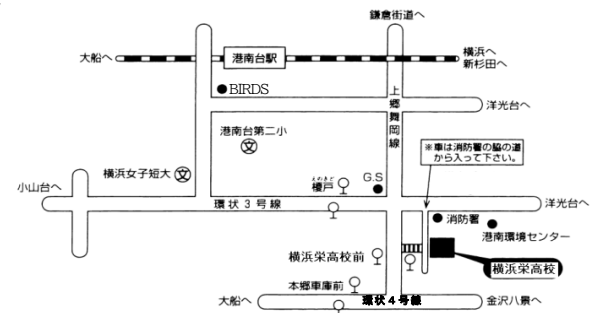 鎌倉街道へ
大船へ
港南台駅
横浜へ
新杉田へ
BIRDS
上郷舞岡線
洋光台へ
港南台第二小
文
※車は消防署の脇の道
から入って下さい。
横浜女子短大
文
えのきど
榎戸
G.S
小山台へ
環状3号線
洋光台へ
消防署
港南環境センター
横浜栄高校前
横浜栄高校
本郷車庫前
大船へ
環状4号線
金沢八景へ